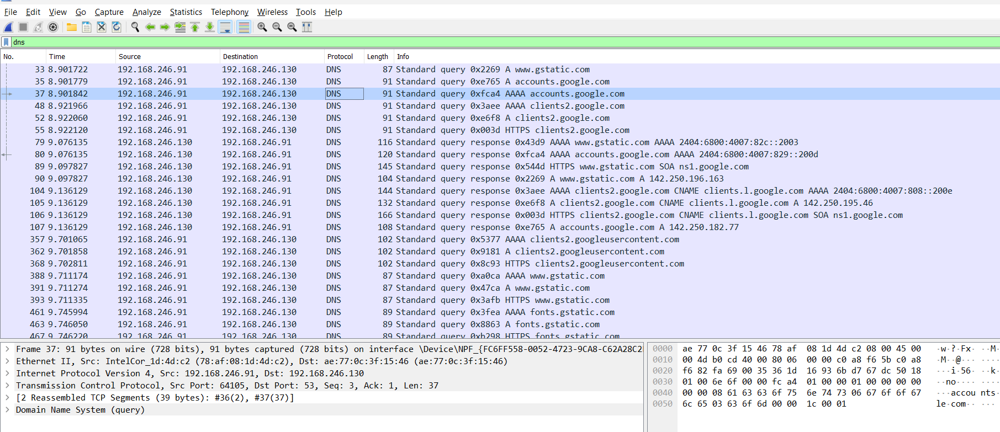 File Edit View Go Capture Analyze Statistics Telephony Wireless Tools Help
dns
No. Time Source Destination Protocol Length Info
33 8.901722 192.168.246.91 192.168.246.130 DNS 87 Standard query 0x2269 A www.gstatic.com
35 8.901779 192.168.246.91 192.168.246.130 DNS 91 Standard query 0xe765 A accounts.google.com
37 8.901842 192.168.246.91 192.168.246.130 DNS 91 Standard query 0xfca4 AAAA accounts.google.com
48 8.921966 192.168.246.91 192.168.246.130 DNS 91 Standard query 0x3aee AAAA clients2.google.com
52 8.922060 192.168.246.91 192.168.246.130 DNS 91 Standard query 0xe6f8 A clients2.google.com
55 8.922120 192.168.246.91 192.168.246.130 DNS 91 Standard query 0x003d HTTPS clients2.google.com
79 9.076135 192.168.246.130 192.168.246.91 DNS 116 Standard query response 0x43d9 AAAA www.gstatic.com AAAA 2404:6800:4007:82c::2003
80 9.076135 192.168.246.130 192.168.246.91 DNS 120 Standard query response 0xfca4 AAAA accounts.google.com AAAA 2404:6800:4007:829::200d
89 9.097827 192.168.246.130 192.168.246.91 DNS 145 Standard query response 0x544d HTTPS www.gstatic.com SOA ns1.google.com
90 9.097827 192.168.246.130 192.168.246.91 DNS 104 Standard query response 0x2269 A www.gstatic.com A 142.250.196.163
104 9.136129 192.168.246.130 192.168.246.91 DNS 144 Standard query response 0x3aee AAAA clients2.google.com CNAME clients.l.google.com AAAA 2404:6800:4007:808::200e
105 9.136129 192.168.246.130 192.168.246.91 DNS 132 Standard query response 0xe6f8 A clients2.google.com CNAME clients.l.google.com A 142.250.195.46
106 9.136129 192.168.246.130 192.168.246.91 DNS 166 Standard query response 0x003d HTTPS clients2.google.com CNAME clients.l.google.com SOA ns1.google.com
107 9.136129 192.168.246.130 192.168.246.91 DNS 108 Standard query response 0xe765 A accounts.google.com A 142.250.182.77
357 9.701065 192.168.246.91 192.168.246.130 DNS 102 Standard query 0x5377 AAAA clients2.googleusercontent.com
362 9.701858 192.168.246.91 192.168.246.130 DNS 102 Standard query 0x9181 A clients2.googleusercontent.com
368 9.702811 192.168.246.91 192.168.246.130 DNS 102 Standard query 0x8c93 HTTPS clients2.googleusercontent.com
388 9.711174 192.168.246.91 192.168.246.130 DNS 87 Standard query 0xa0ca AAAA www.gstatic.com
391 9.711274 192.168.246.91 192.168.246.130 DNS 87 Standard query 0x47ca A www.gstatic.com
393 9.711335 192.168.246.91 192.168.246.130 DNS 87 Standard query 0x3afb HTTPS www.gstatic.com
461 9.745994 192.168.246.91 192.168.246.130 DNS 89 Standard query 0x3fea AAAA fonts.gstatic.com
463 9.746050 192.168.246.91 192.168.246.130 DNS 89 Standard query 0x8863 A fonts.gstatic.com
467 9.746220 192.168.246.91 192.168.246.130 DNS 89 Standard query 0xb298 HTTPS fonts.gstatic.com
Frame 37: 91 bytes on wire (728 bits), 91 bytes captured (728 bits) on interface \Device\NPF_{FC6FF558-0052-4723-9CA8-C62A28C2
Ethernet II, Src: IntelCor_1d:4d:c2 (78:af:08:1d:4d:c2), Dst: ae:77:0c:3f:15:46 (ae:77:0c:3f:15:46)
Internet Protocol Version 4, Src: 192.168.246.91, Dst: 192.168.246.130
Transmission Control Protocol, Src Port: 64105, Dst Port: 53, Seq: 3, Ack: 1, Len: 37
[2 Reassembled TCP Segments (39 bytes): #36(2), #37(37)]
Domain Name System (query)
0000 ae 77 0c 3f 15 46 78 af 08 1d 4d c2 08 00 45 00 ·w·?·Fx· ··M·
0010 00 4d b0 cd 40 00 80 06 00 00 c0 a8 f6 5b c0 a8 ·M··@··· ·····
0020 f6 82 fa 69 00 35 36 1d 16 93 6b d7 67 dc 50 18 ···i·56· ··k·
0030 01 00 6e 6f 00 00 fc a4 01 00 00 01 00 00 00 00 ··no···· ·····
0040 00 00 08 61 63 63 6f 75 6e 74 73 06 67 6f 6f 67 ···accou nts·
0050 6c 65 03 63 6f 6d 00 00 1c 00 01 le·com·· ···